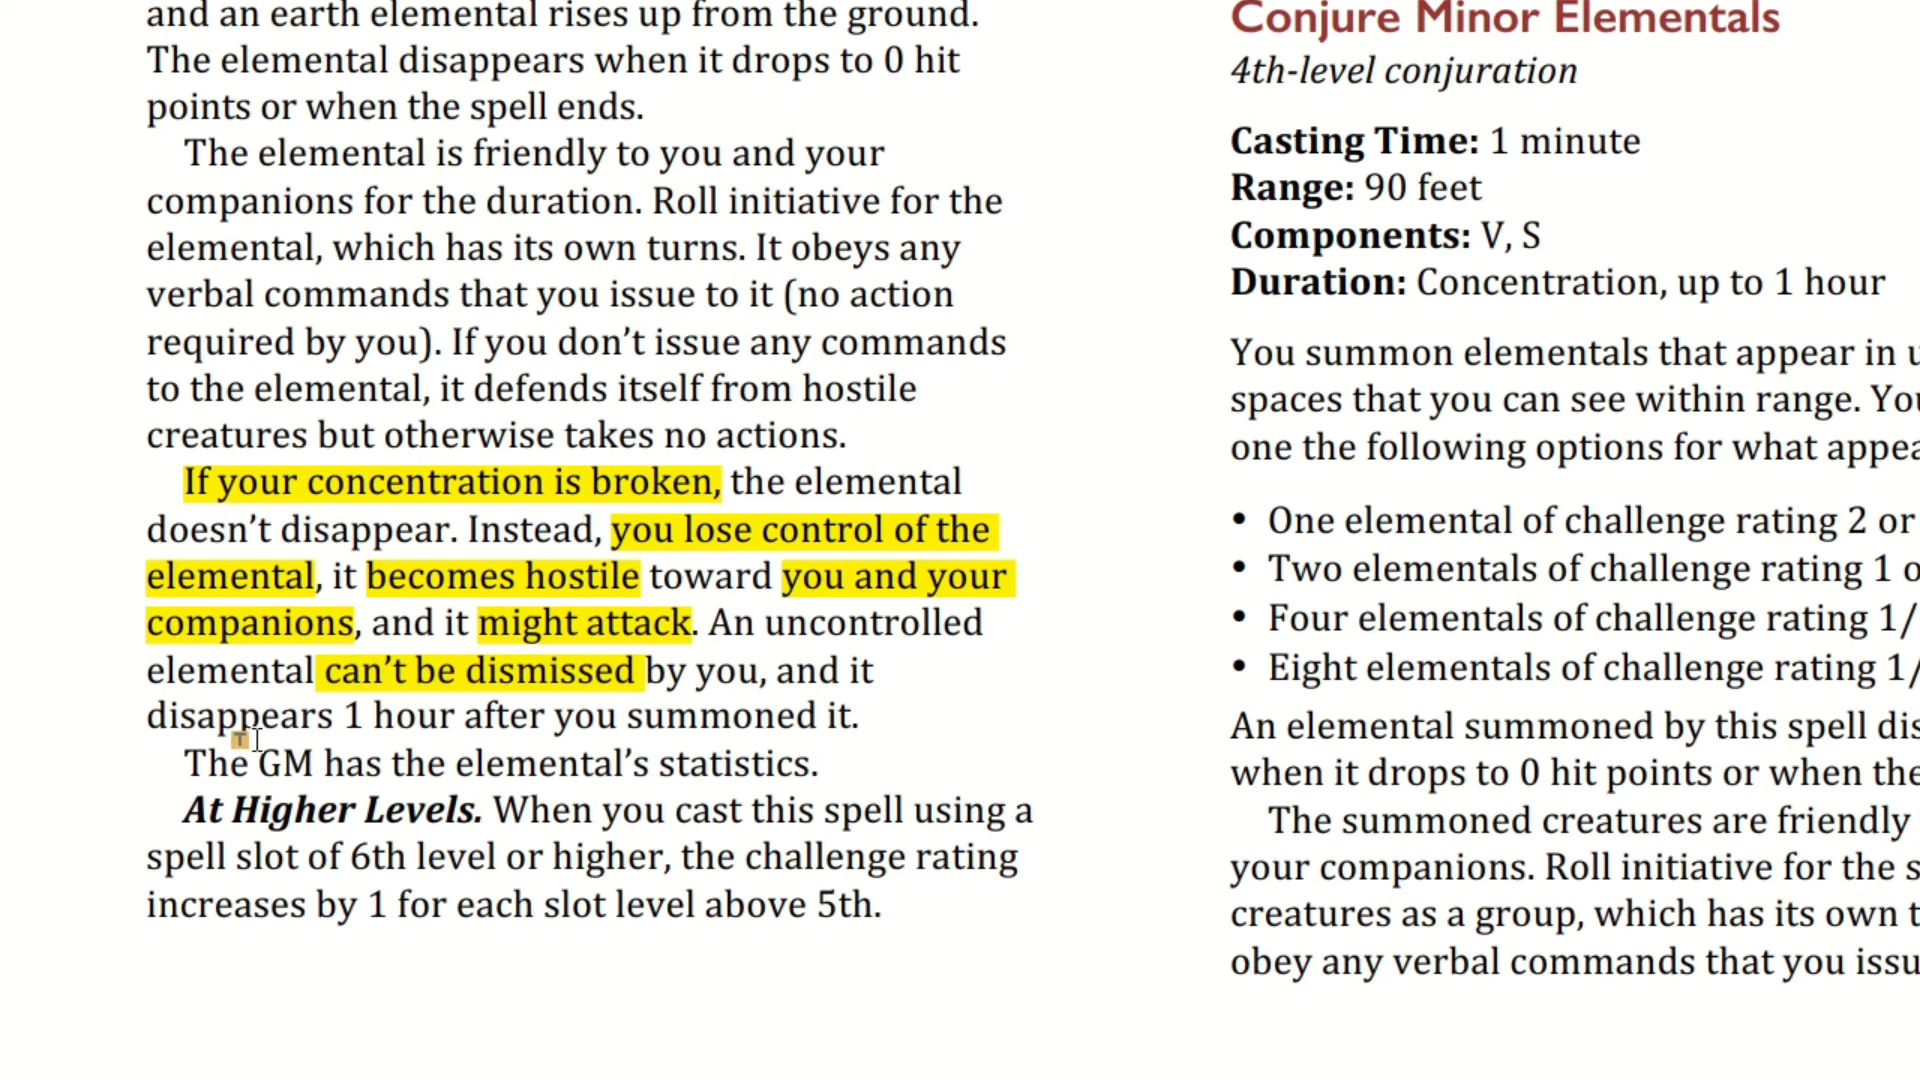 and an earth elemental rises up from the ground.
The elemental disappears when it drops to 0 hit
points or when the spell ends.
The elemental is friendly to you and your
companions for the duration. Roll initiative for the
elemental, which has its own turns. It obeys any
verbal commands that you issue to it (no action
required by you). If you don’t issue any commands
to the elemental, it defends itself from hostile
creatures but otherwise takes no actions.
If your concentration is broken, the elemental
doesn’t disappear. Instead, you lose control of the
elemental, it becomes hostile toward you and your
companions, and it might attack. An uncontrolled
elemental can’t be dismissed by you, and it
disappears 1 hour after you summoned it.
The GM has the elemental’s statistics.
At Higher Levels. When you cast this spell using a
spell slot of 6th level or higher, the challenge rating
increases by 1 for each slot level above 5th.
Conjure Minor Elementals
4th-level conjuration
Casting Time: 1 minute
Range: 90 feet
Components: V, S
Duration: Concentration, up to 1 hour
You summon elementals that appear in
spaces that you can see within range.
one the following options for what
• One elemental of challenge rating 2 or
• Two elementals of challenge rating 1
• Four elementals of challenge rating 1/
• Eight elementals of challenge rating 1/
An elemental summoned by this spell
when it drops to 0 hit points or when the
The summoned creatures are friendly
your companions. Roll initiative for the
creatures as a group, which has its own
obey any verbal commands that you